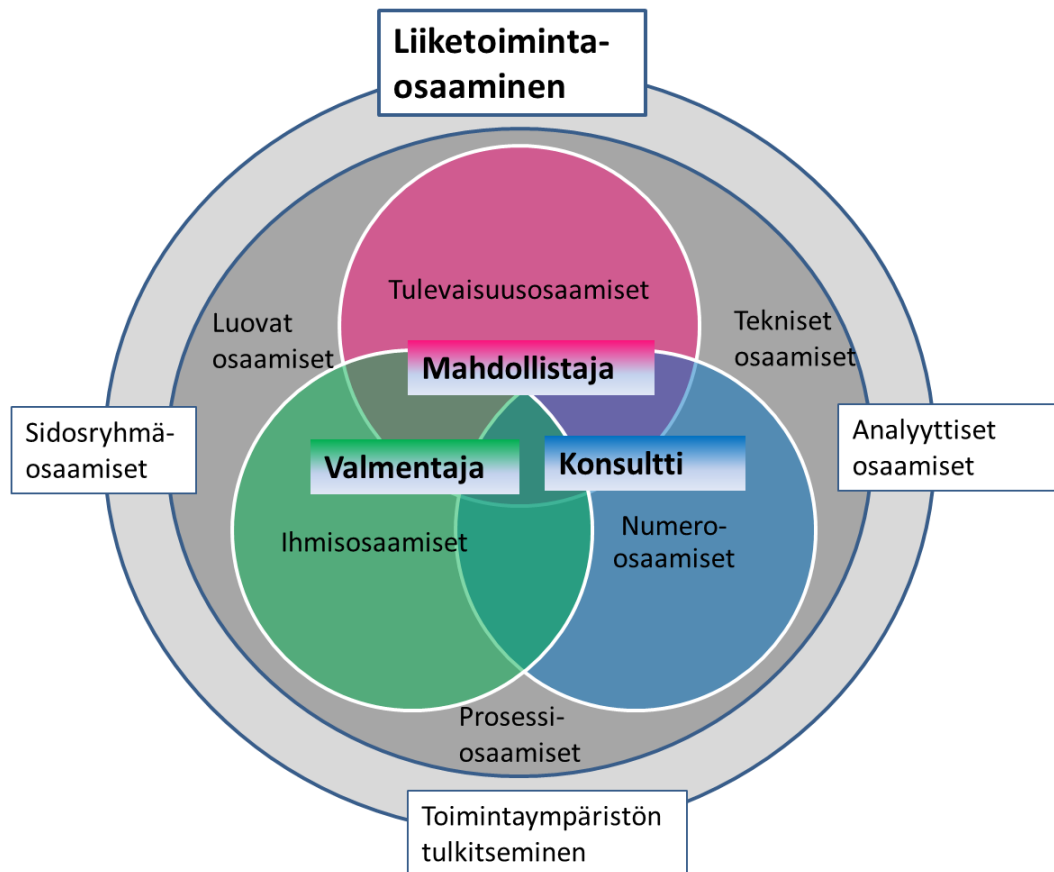 Liiketoiminta-
osaaminen
Tulevaisuusosaamiset
Luovat
osaamiset
Tekniset
osaamiset
Mahdollistaja
Sidosryhmä-
osaamiset
Valmentaja
Konsultti
Analyyttiset
osaamiset
Ihmisosaamiset
Numero-
osaamiset
Prosessi-
osaamiset
Toimintaympäristön
tulkitseminen